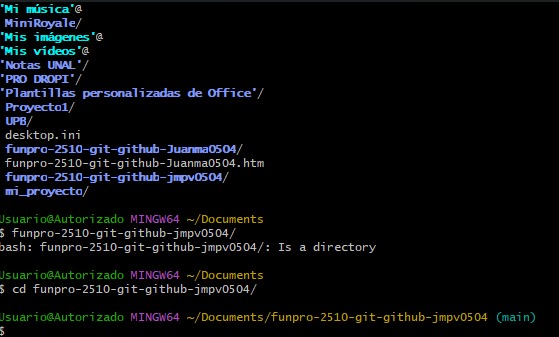 'Mi música'@
MiniRoyale/
'Mis imágenes'@
'Mis vídeos'@
'Notas UNAL'/
'PRO DROPI'/
'Plantillas personalizadas de Office'/
Proyecto1/
UPB/
desktop.ini
funpro-2510-git-github-Juanma0504/
funpro-2510-git-github-Juanma0504.htm
funpro-2510-git-github-jmpv0504/
mi_proyecto/
Usuario@Autorizado MINGW64 ~/Documents
$ funpro-2510-git-github-jmpv0504/
bash: funpro-2510-git-github-jmpv0504/: Is a directory
Usuario@Autorizado MINGW64 ~/Documents
$ cd funpro-2510-git-github-jmpv0504/
Usuario@Autorizado MINGW64 ~/Documents/funpro-2510-git-github-jmpv0504 (main)
$